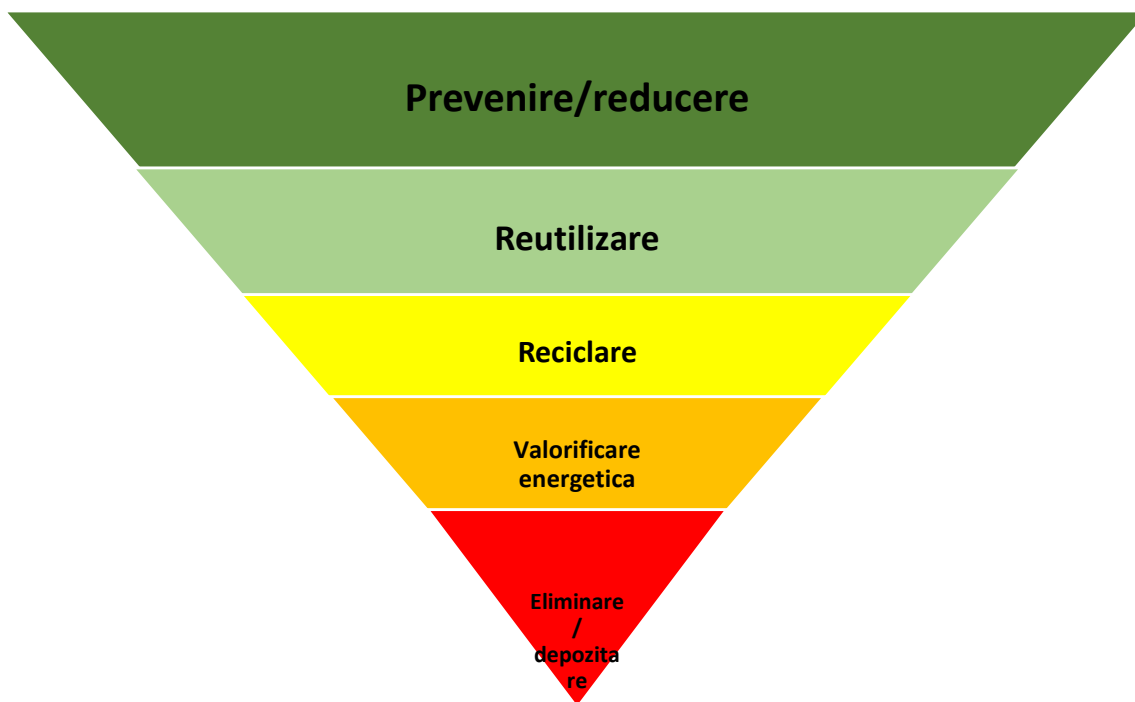 Prevenire/reducere
Reutilizare
Reciclare
Valorificare
energetica
Eliminare
/
depozita
re